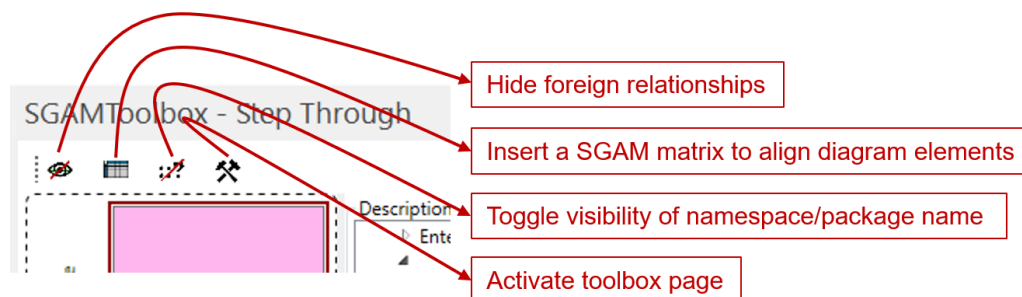 Hide foreign relationships
SGAMToolbox - Step Through
Insert a SGAM matrix to align diagram elements
Description
Toggle visibility of namespace/package name
Ente
Activate toolbox page